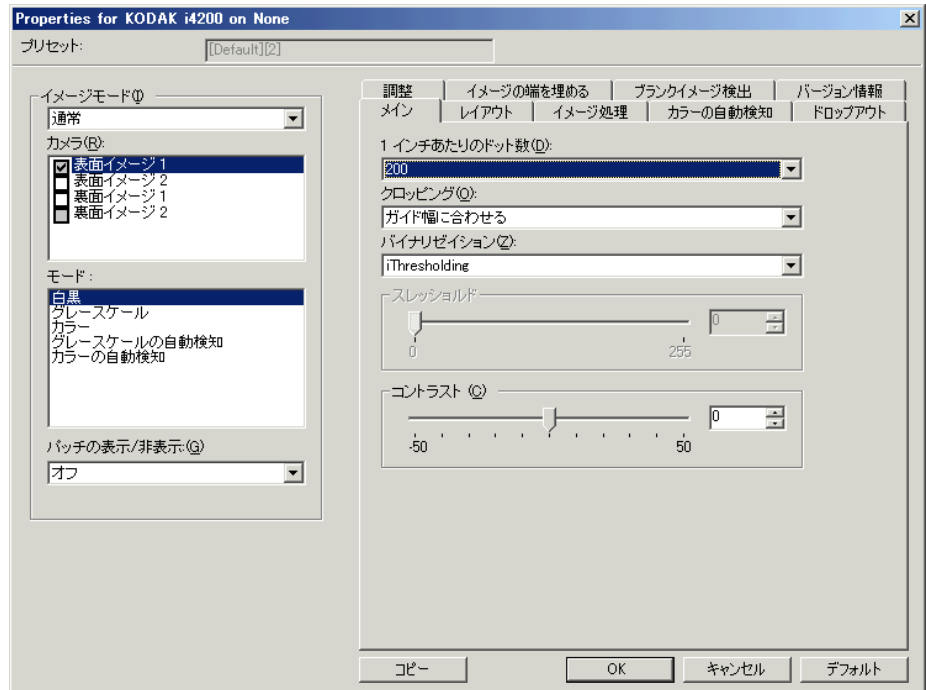 Properties for KODAK i4200 on None
プリセット:
[Default][2]
イメージモード(I)
通常
カメラ(R):
表面イメージ 1
表面イメージ 2
裏面イメージ 1
裏面イメージ 2
モード :
白黒
グレースケール
カラー
グレースケールの自動検知
カラーの自動検知
パッチの表示/非表示:(G)
オフ
調整 イメージの端を埋める ブランクイメージ検出 バージョン情報
メイン レイアウト イメージ処理 カラーの自動検知 ドロップアウト
1 インチあたりのドット数(D):
200
クロッピング(O):
ガイド幅に合わせる
バイナリゼイション(Z):
iThresholding
スレッショルド
0
0 255
コントラスト (C)
0
-50 50
コピー OK キャンセル デフォルト